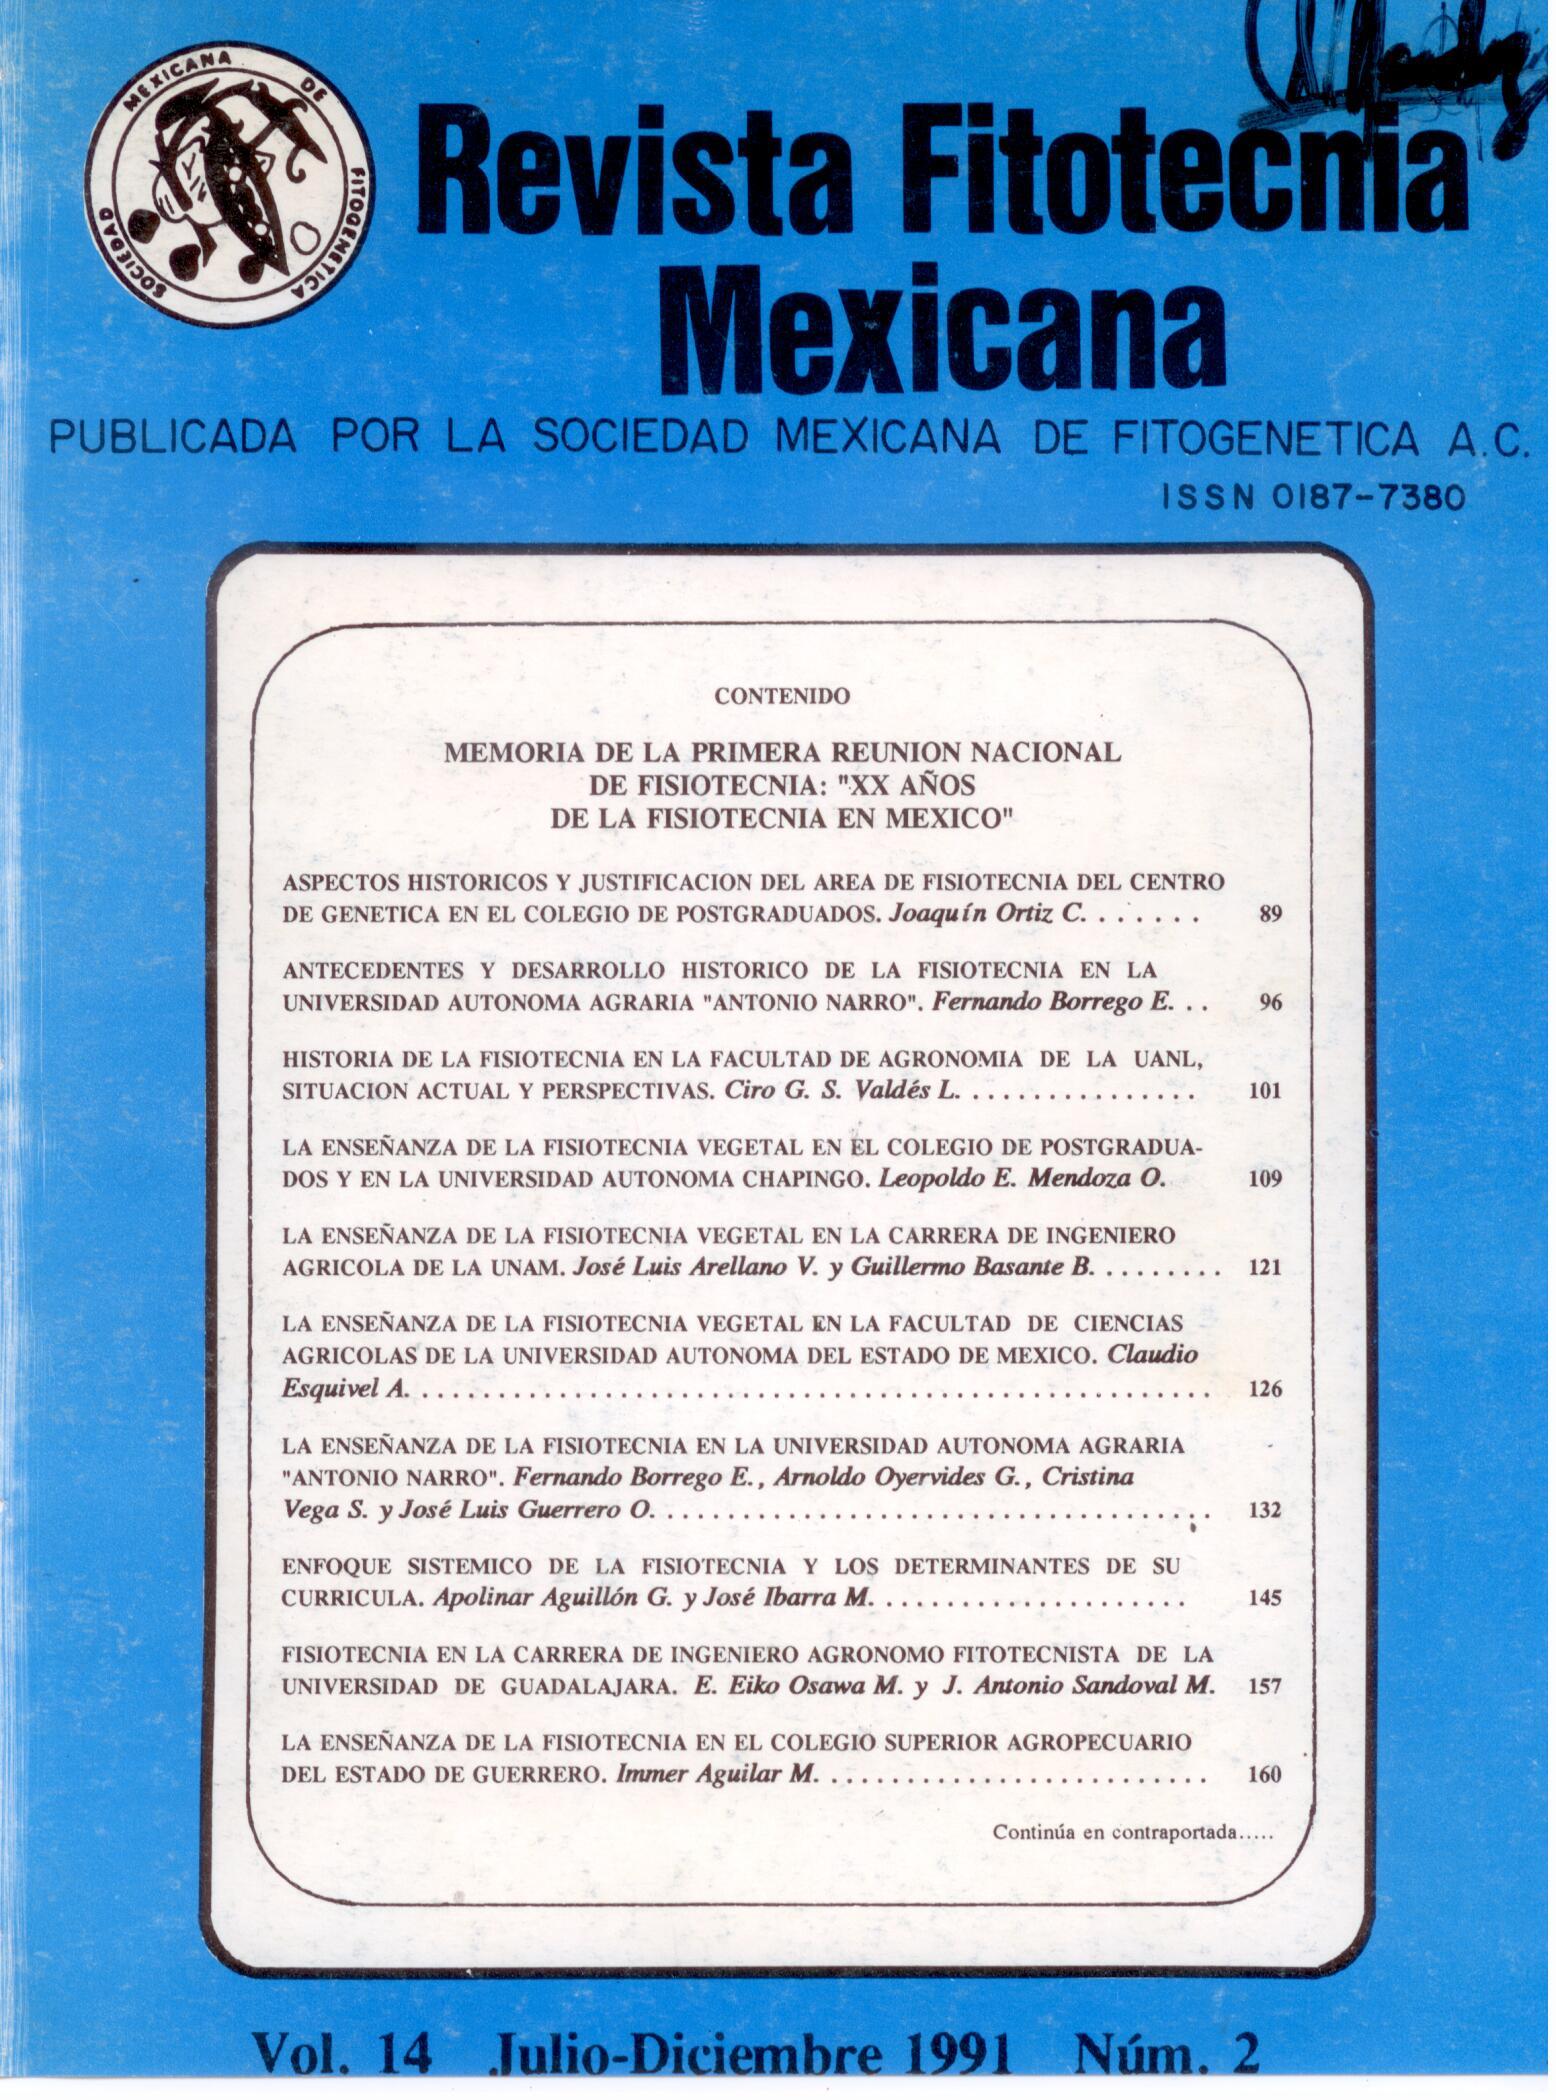 SOCIEDAD MEXICANA DE FITOGENETICA A.C.
Revista Fitotecnia
Mexicana
PUBLICADA POR LA SOCIEDAD MEXICANA DE FITOGENETICA A.C.
ISSN 0187-7380
CONTENIDO
MEMORIA DE LA PRIMERA REUNION NACIONAL
DE FISIOTECNIA: "XX AÑOS
DE LA FISIOTECNIA EN MEXICO"
ASPECTOS HISTORICOS Y JUSTIFICACION DEL AREA DE FISIOTECNIA DEL CENTRO
DE GENETICA EN EL COLEGIO DE POSTGRADUADOS. Joaquín Ortiz C. . . . . . . 89
ANTECEDENTES Y DESARROLLO HISTORICO DE LA FISIOTECNIA EN LA
UNIVERSIDAD AUTONOMA AGRARIA "ANTONIO NARRO". Fernando Borrego E. . . 96
HISTORIA DE LA FISIOTECNIA EN LA FACULTAD DE AGRONOMIA DE LA UANL,
SITUACION ACTUAL Y PERSPECTIVAS. Ciro G. S. Valdés L. . . . . . . . . . . . . . . 101
LA ENSEÑANZA DE LA FISIOTECNIA VEGETAL EN EL COLEGIO DE POSTGRADUA-
DOS Y EN LA UNIVERSIDAD AUTONOMA CHAPINGO. Leopoldo E. Mendoza O. 109
LA ENSEÑANZA DE LA FISIOTECNIA VEGETAL EN LA CARRERA DE INGENIERO
AGRICOLA DE LA UNAM. José Luis Arellano V. y Guillermo Basante B. . . . . . . . . 121
LA ENSEÑANZA DE LA FISIOTECNIA VEGETAL EN LA FACULTAD DE CIENCIAS
AGRICOLAS DE LA UNIVERSIDAD AUTONOMA DEL ESTADO DE MEXICO. Claudio
Esquivel A. . . . . . . . . . . . . . . . . . . . . . . . . . . . . . . . . . . . . . . . . . . . . . 126
LA ENSEÑANZA DE LA FISIOTECNIA EN LA UNIVERSIDAD AUTONOMA AGRARIA
"ANTONIO NARRO". Fernando Borrego E., Arnoldo Oyervides G., Cristina
Vega S. y José Luis Guerrero O. . . . . . . . . . . . . . . . . . . . . . . . . . . . . . . . 132
ENFOQUE SISTEMICO DE LA FISIOTECNIA Y LOS DETERMINANTES DE SU
CURRICULA. Apolinar Aguillón G. y José Ibarra M. . . . . . . . . . . . . . . . . . . 145
FISIOTECNIA EN LA CARRERA DE INGENIERO AGRONOMO FITOTECNISTA DE LA
UNIVERSIDAD DE GUADALAJARA. E. Eiko Osawa M. y J. Antonio Sandoval M. 157
LA ENSEÑANZA DE LA FISIOTECNIA EN EL COLEGIO SUPERIOR AGROPECUARIO
DEL ESTADO DE GUERRERO. Immer Aguilar M. . . . . . . . . . . . . . . . . . . . . . . 160
Continúa en contraportada.....
Vol. 14 Julio-Diciembre 1991 Núm. 2